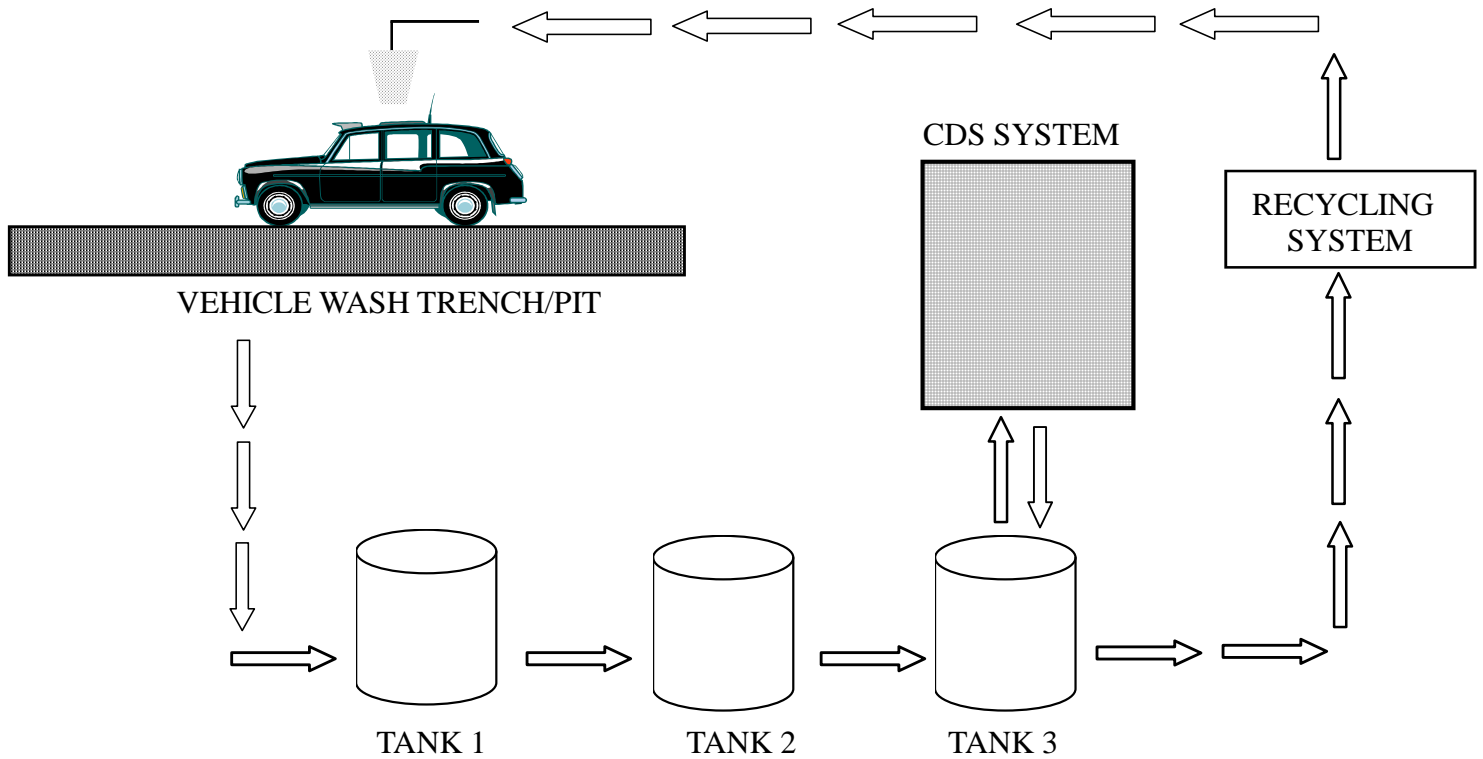 CDS SYSTEM
RECYCLING
SYSTEM
VEHICLE WASH TRENCH/PIT
TANK 1
TANK 2
TANK 3